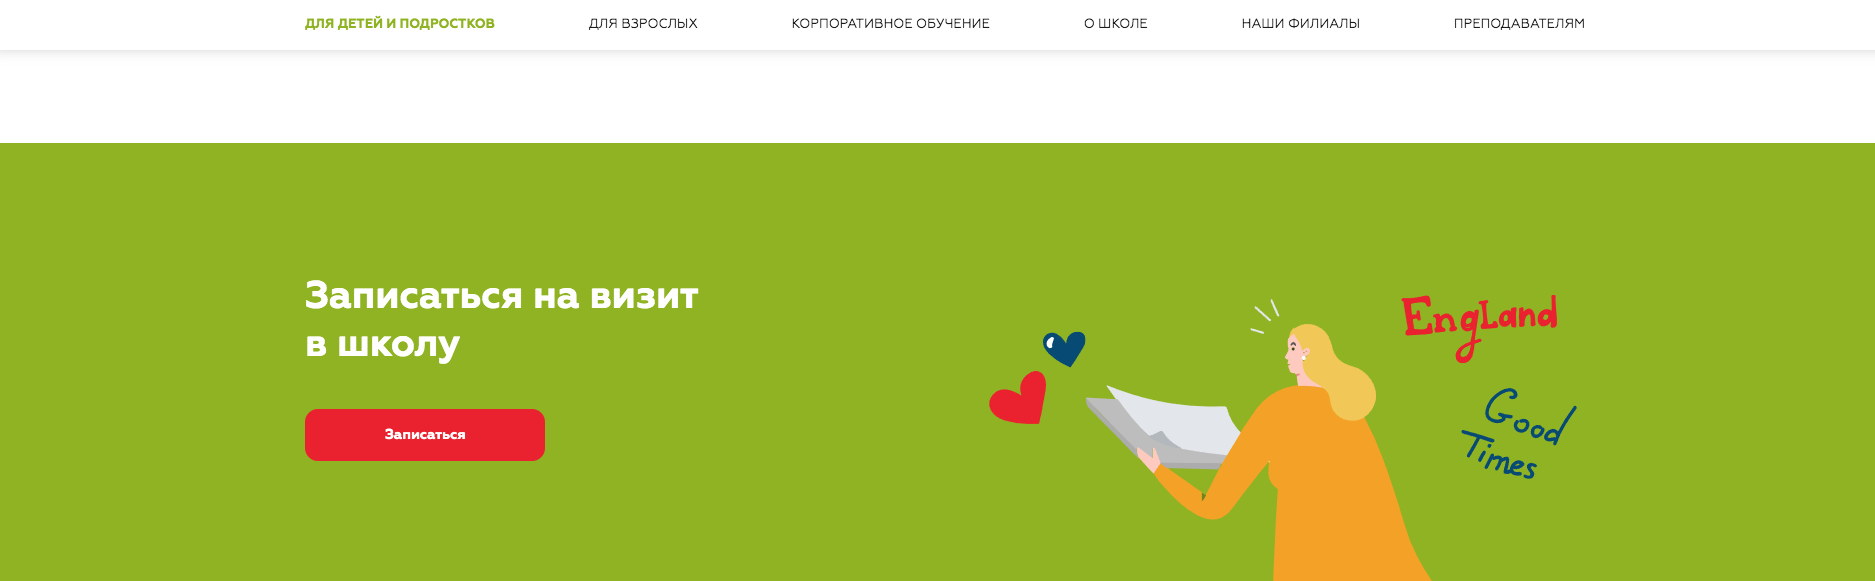 ДЛЯ ДЕТЕЙ И ПОДРОСТКОВ ДЛЯ ВЗРОСЛЫХ КОРПОРАТИВНОЕ ОБУЧЕНИЕ О ШКОЛЕ НАШИ ФИЛИАЛЫ ПРЕПОДАВАТЕЛЯМ
Записаться на визит
в школу
Записаться
EngLand
Good
Times